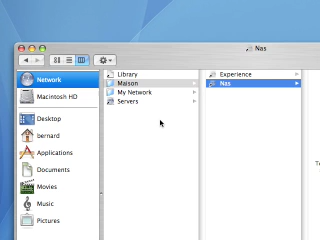 Nas
Network
Macintosh HD
Desktop
bernard
Applications
Documents
Movies
Music
Pictures
Library
Maison
My Network
Servers
Experience
Nas